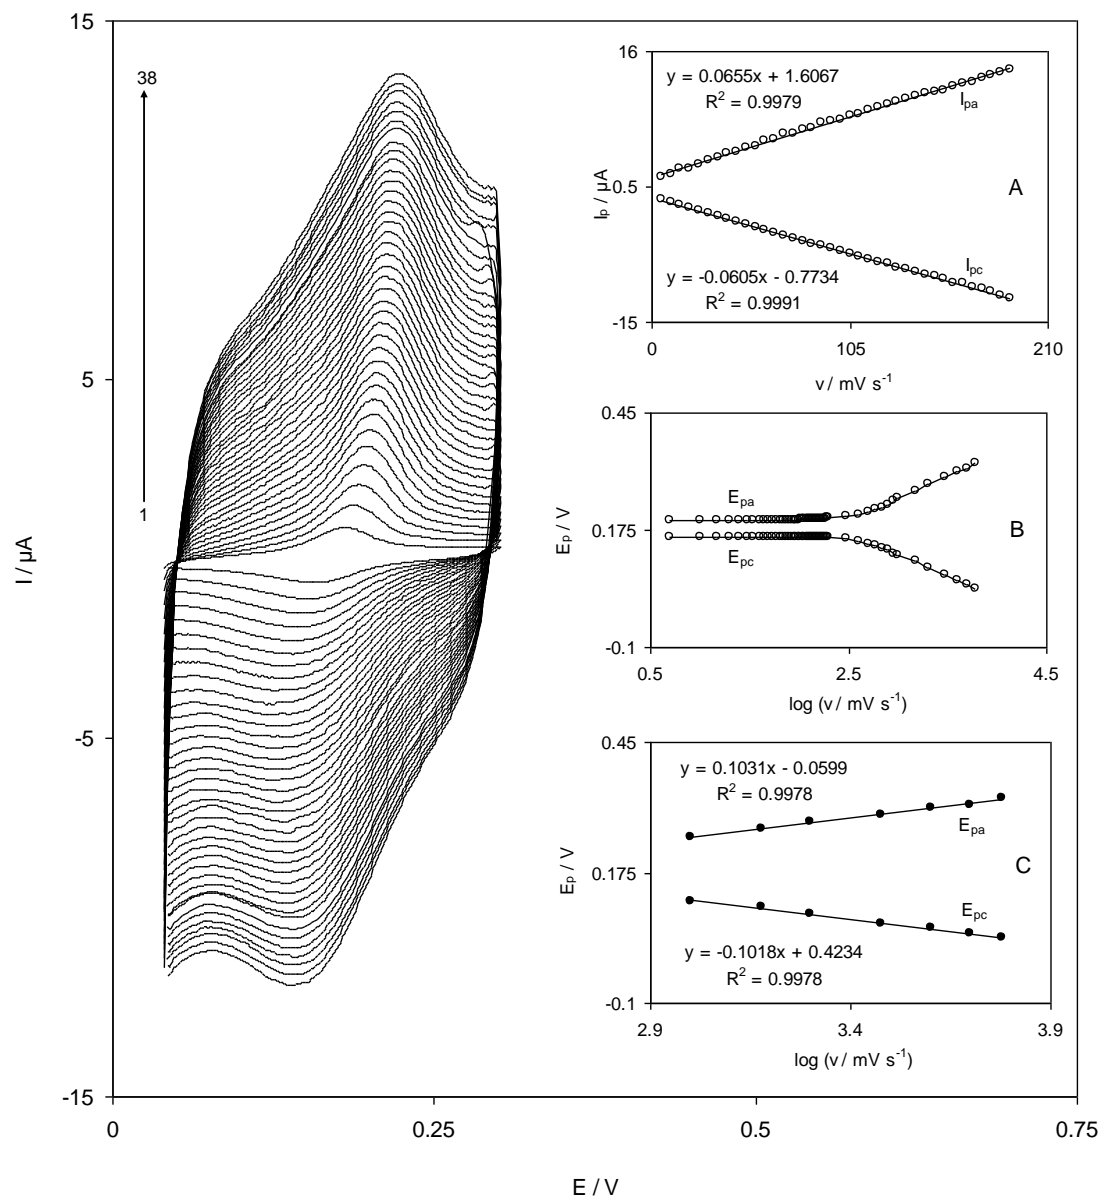 15
5
-5
-15
0
0.25
0.5
0.75
I / µA
E / V
38
1
16
0.5
-15
0
105
210
Ip / µA
v / mV s-1
y = 0.0655x + 1.6067
R2 = 0.9979
Ipa
A
Ipc
y = -0.0605x - 0.7734
R2 = 0.9991
0.45
0.175
-0.1
0.5
2.5
4.5
Ep / V
log (v / mV s-1)
Epa
B
Epc
0.45
0.175
-0.1
2.9
3.4
3.9
Ep / V
log (v / mV s-1)
y = 0.1031x - 0.0599
R2 = 0.9978
Epa
C
Epc
y = -0.1018x + 0.4234
R2 = 0.9978